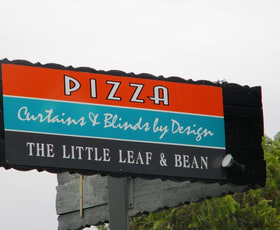 PIZZA
Curtains & Blinds by Design
THE LITTLE LEAF & BEAN